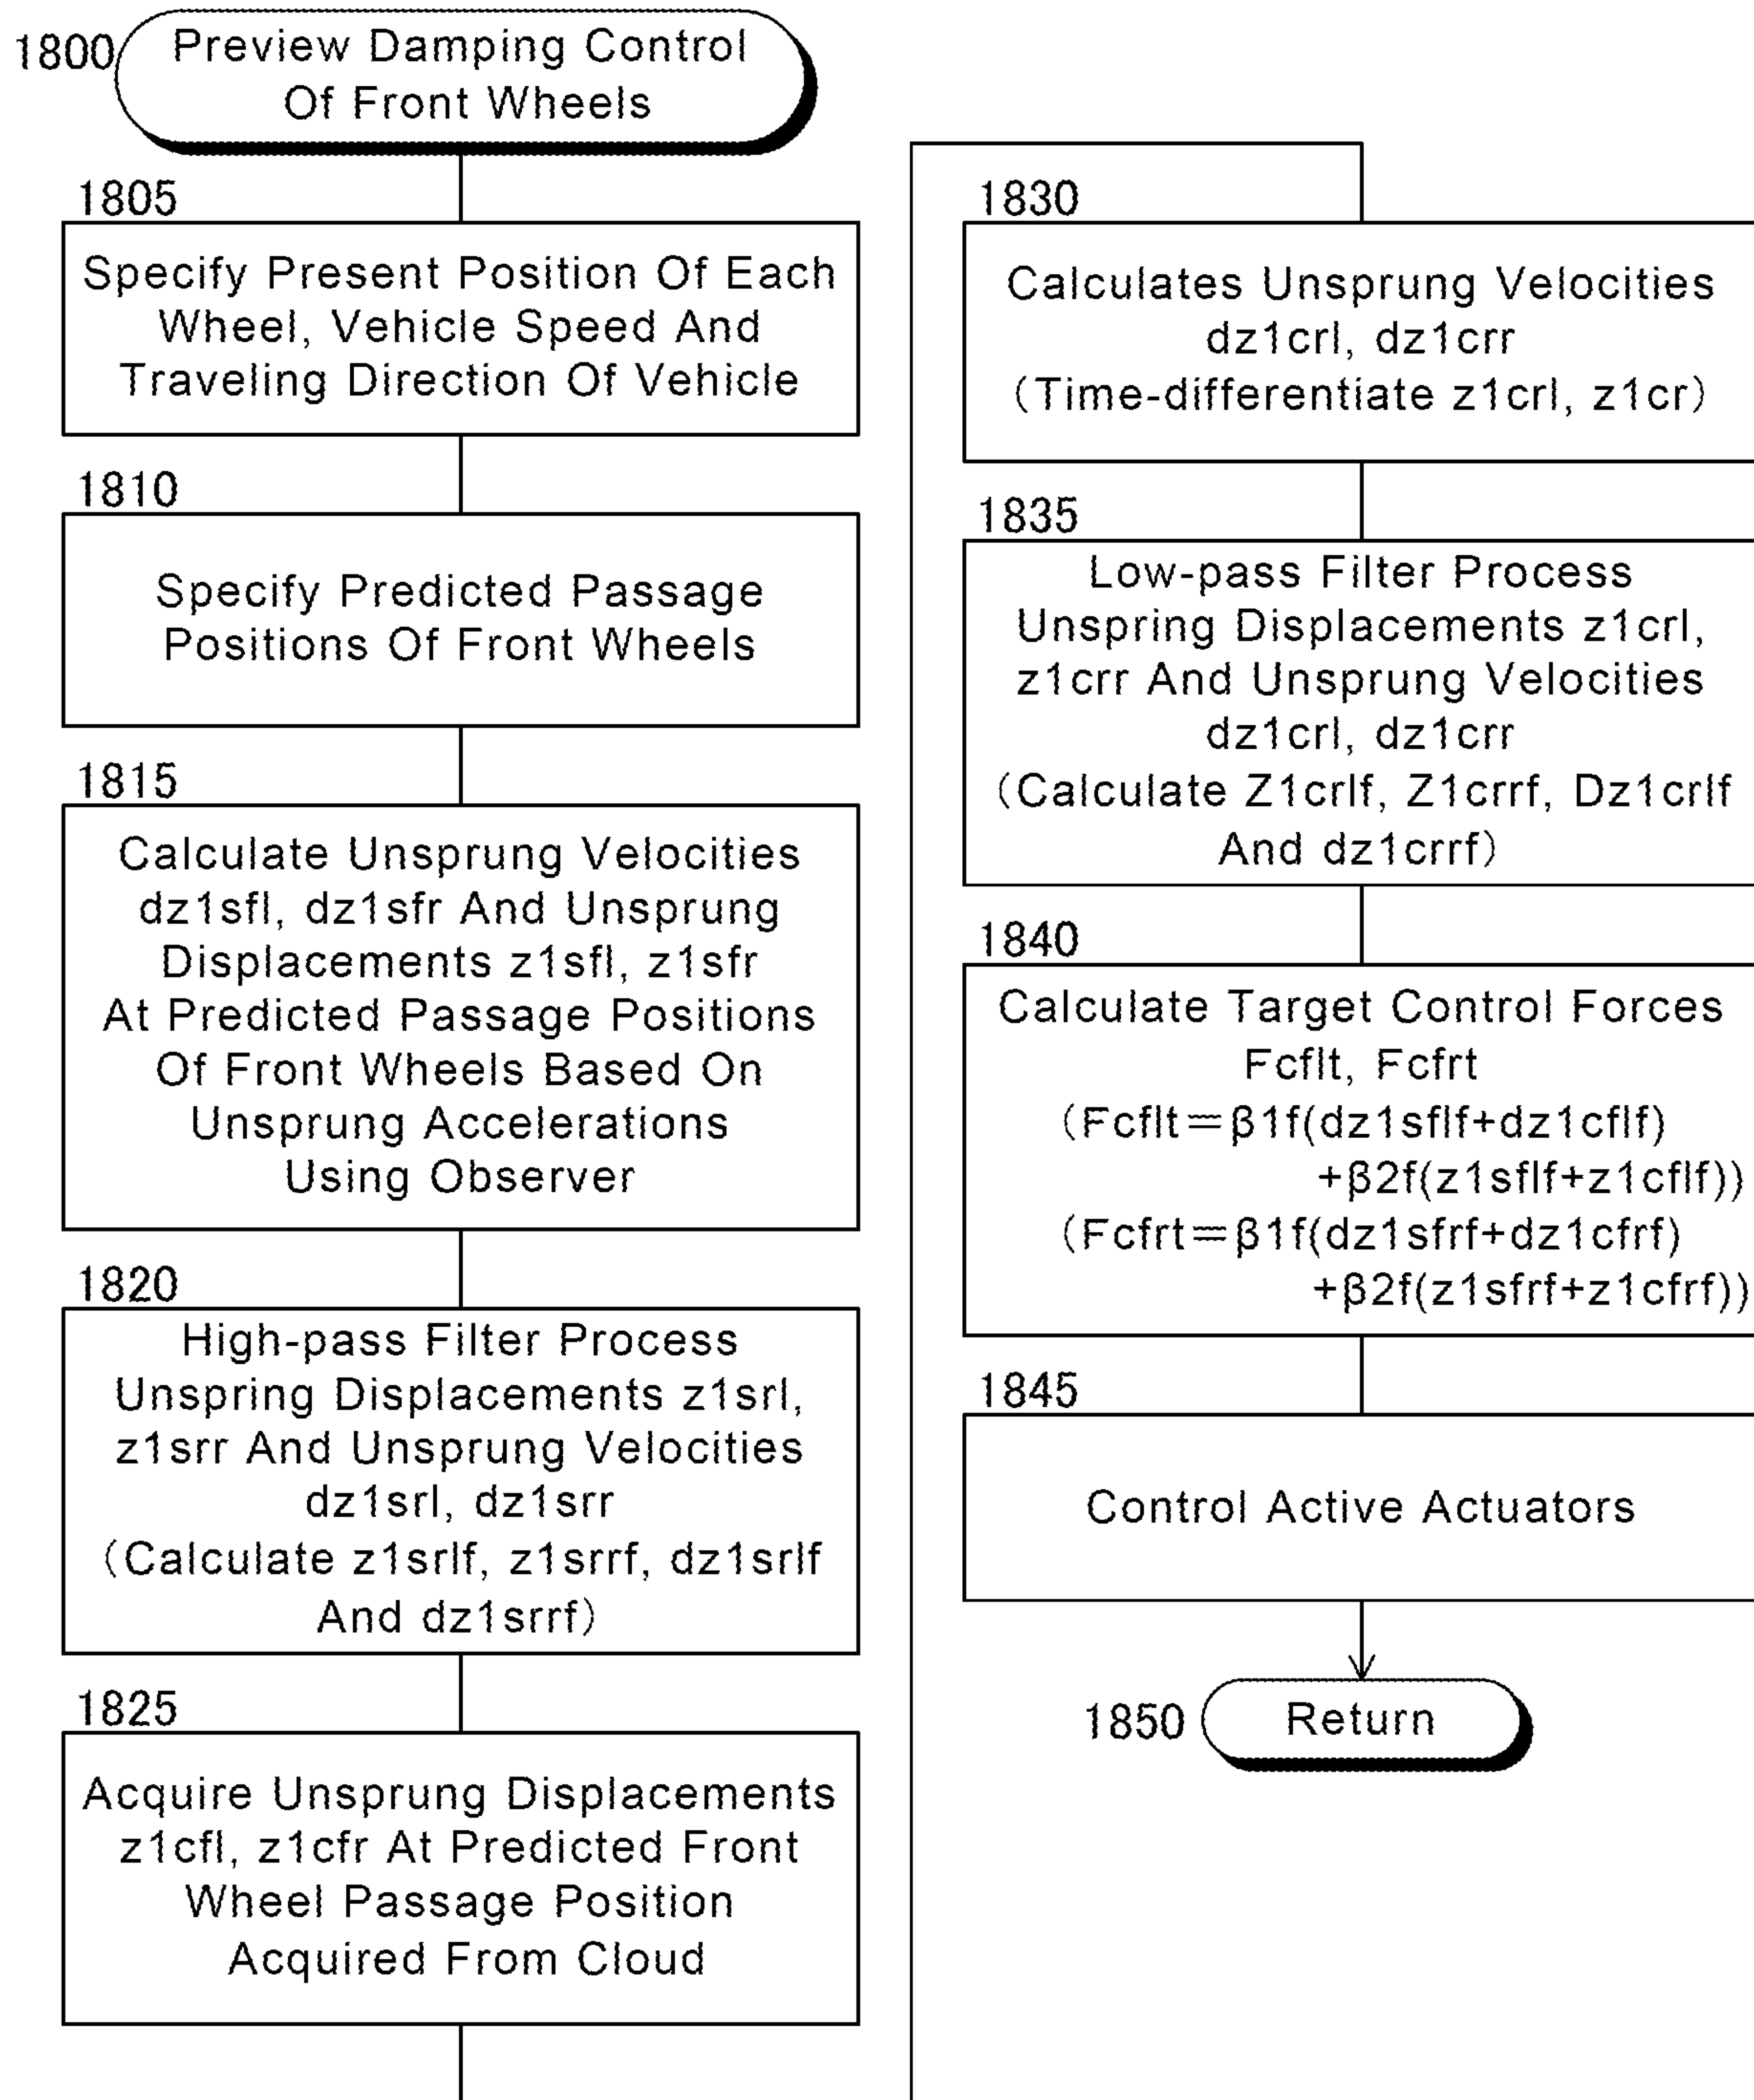 1800
Preview Damping Control
Of Front Wheels
1805
Specify Present Position Of Each
Wheel, Vehicle Speed And
Traveling Direction Of Vehicle
1810
Specify Predicted Passage
Positions Of Front Wheels
1815
Calculate Unsprung Velocities
dz1sfl, dz1sfr And Unsprung
Displacements z1sfl, z1sfr
At Predicted Passage Positions
Of Front Wheels Based On
Unsprung Accelerations
Using Observer
1820
High-pass Filter Process
Unspring Displacements z1srl,
z1srr And Unsprung Velocities
dz1srl, dz1srr
(Calculate z1srlf, z1srrf, dz1srlf
And dz1srrf)
1825
Acquire Unsprung Displacements
z1cfl, z1cfr At Predicted Front
Wheel Passage Position
Acquired From Cloud
1830
Calculates Unsprung Velocities
dz1crl, dz1crr
(Time-differentiate z1crl, z1cr)
1835
Low-pass Filter Process
Unspring Displacements z1crl,
z1crr And Unsprung Velocities
dz1crl, dz1crr
(Calculate Z1crlf, Z1crrf, Dz1crlf
And dz1crrf)
1840
Calculate Target Control Forces
Fcflt, Fcfrt
(Fcflt=β1f(dz1sflf+dz1cflf)
+β2f(z1sflf+z1cflf))
(Fcfrt=β1f(dz1sfrf+dz1cfrf)
+β2f(z1sfrf+z1cfrf))
1845
Control Active Actuators
1850
Return